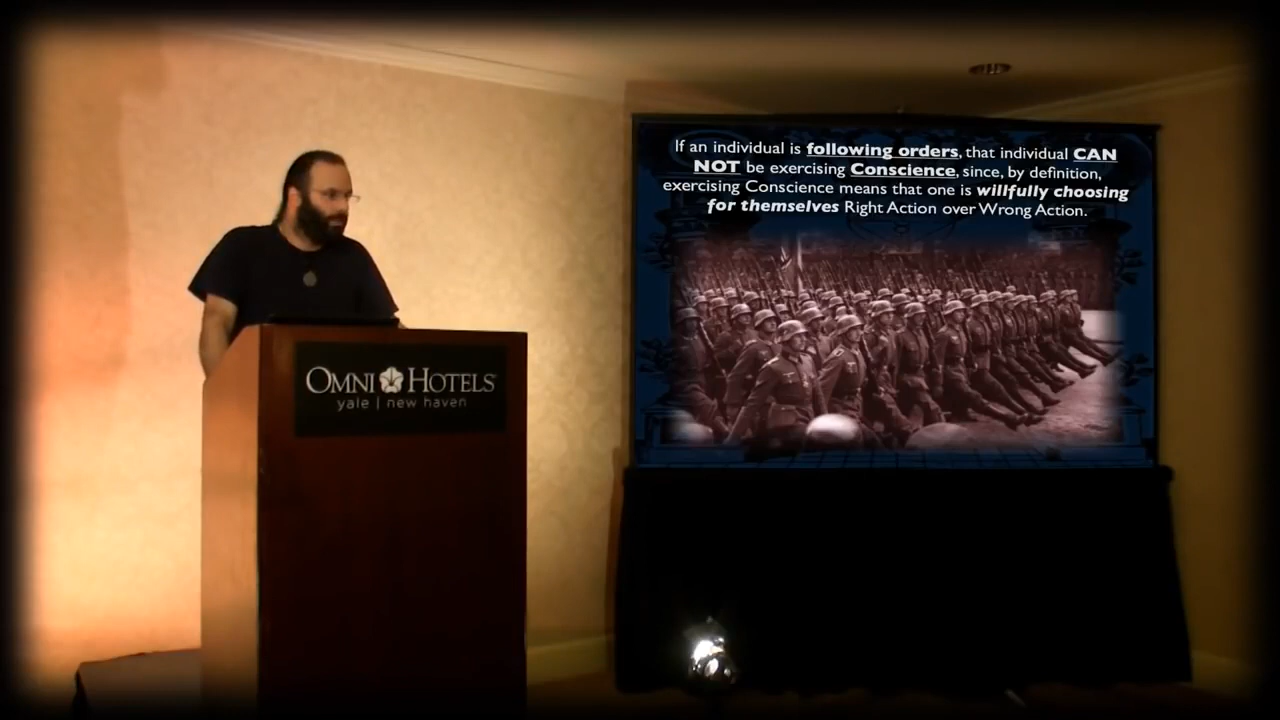 If an individual is following orders, that individual CAN
NOT be exercising Conscience, since, by definition,
exercising Conscience means that one is willfully choosing
for themselves Right Action over Wrong Action.
OMNI HOTELS
yale | new haven